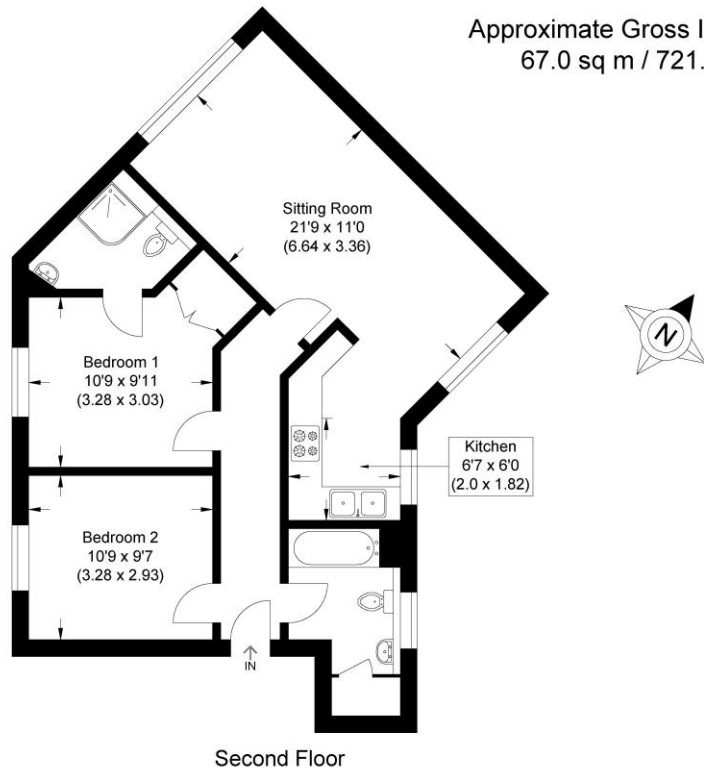 Approximate Gross I
67.0 sq m / 721.
Sitting Room
21'9 x 11'0
(6.64 x 3.36)
N
Bedroom 1
10'9 x 9'11
(3.28 x 3.03)
Kitchen
6'7 x 6'0
(2.0 x 1.82)
Bedroom 2
10'9 x 9'7
(3.28 x 2.93)
IN
Second Floor